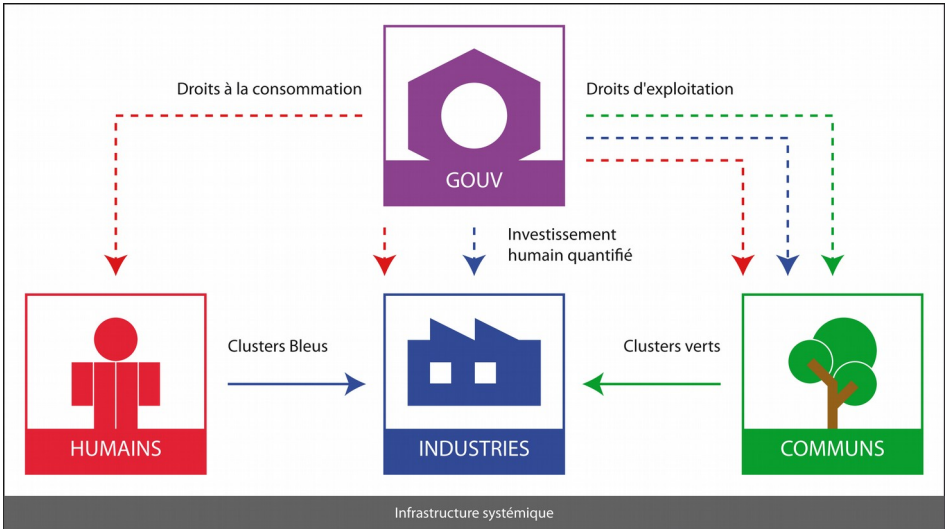 Droits à la consommation
Droits d'exploitation
GOUV
Investissement
humain quantifié
Clusters Bleus
Clusters verts
HUMAINS
INDUSTRIES
COMMUNS
Infrastructure systémique